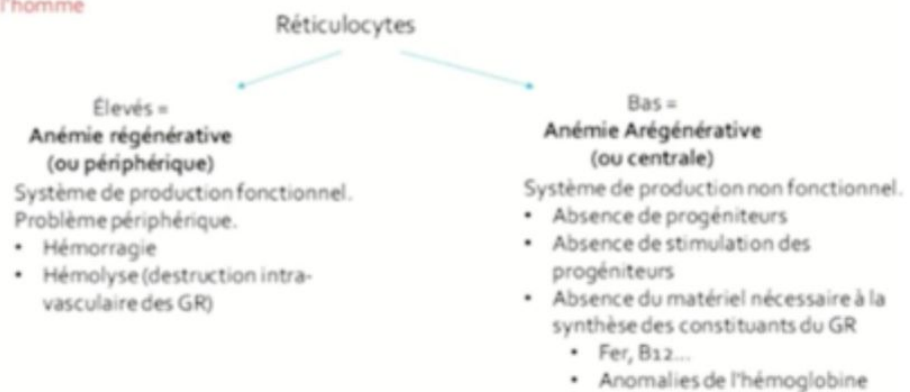 l'homme
Réticulocytes
Élevés =
Anémie régénérative
(ou périphérique)
Système de production fonctionnel.
Problème périphérique.
• Hémorragie
• Hémolyse (destruction intra-
vasculaire des GR)
Bas =
Anémie Arégénérative
(ou centrale)
Système de production non fonctionnel.
• Absence de progéniteurs
• Absence de stimulation des
progéniteurs
• Absence du matériel nécessaire à la
synthèse des constituants du GR
• Fer, B12...
• Anomalies de l'hémoglobine